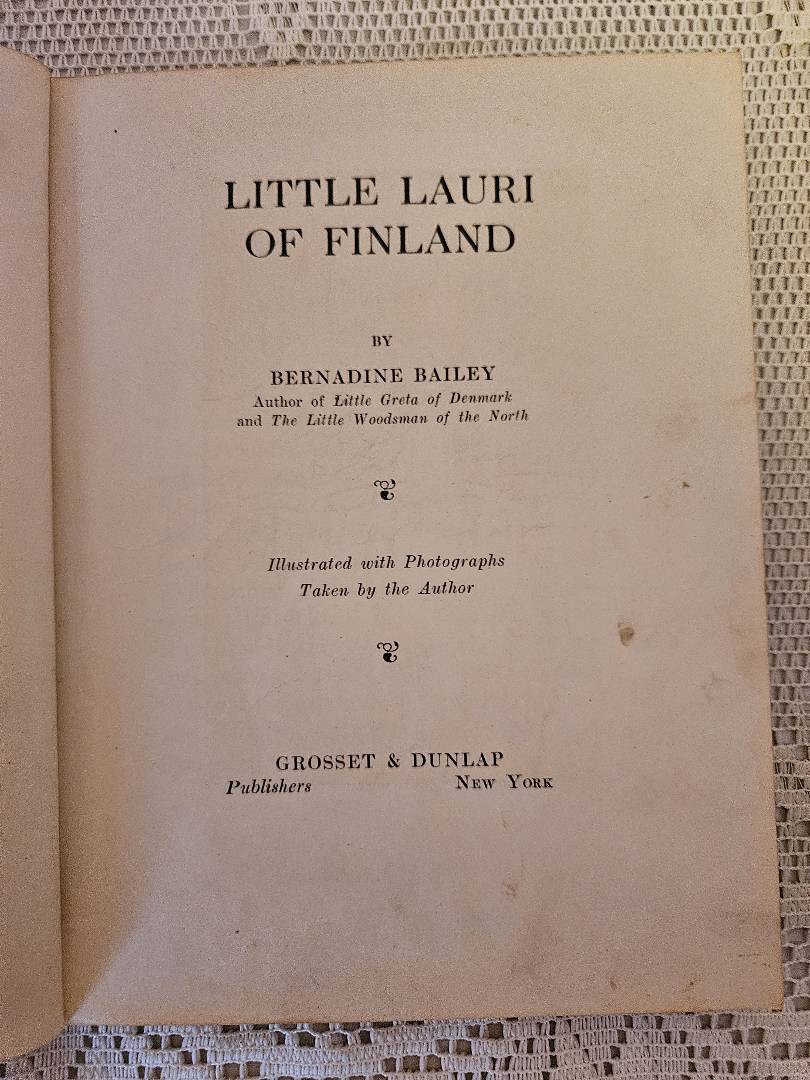 LITTLE LAURI
OF FINLAND
BY
BERNADINE BAILEY
Author of Little Greta of Denmark
and The Little Woodsman of the North
Illustrated with Photographs
Taken by the Author
GROSSET & DUNLAP
Publishers New York